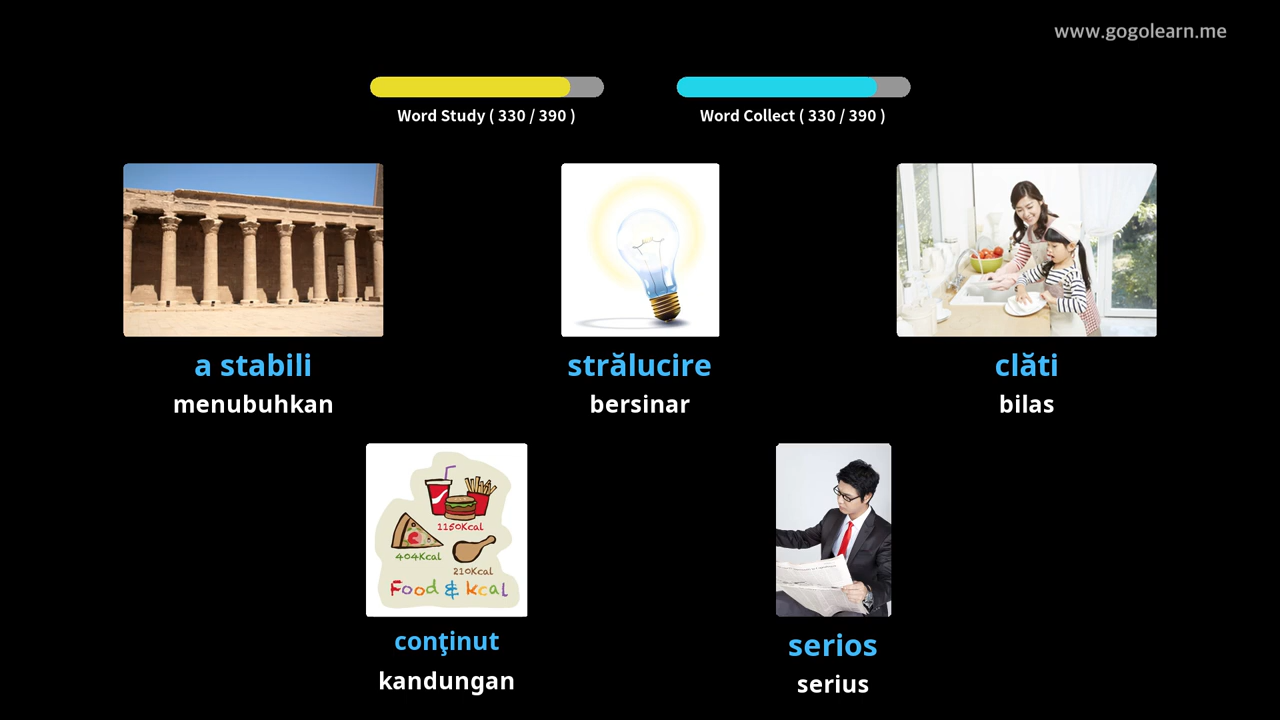 www.gogolearn.me
Word Study ( 330 / 390 )
Word Collect ( 330 / 390 )
a stabili
menubuhkan
strălucire
bersinar
clăti
bilas
1150Kcal
404Kcal
210Kcal
Food & kcal
conţinut
kandungan
serios
serius